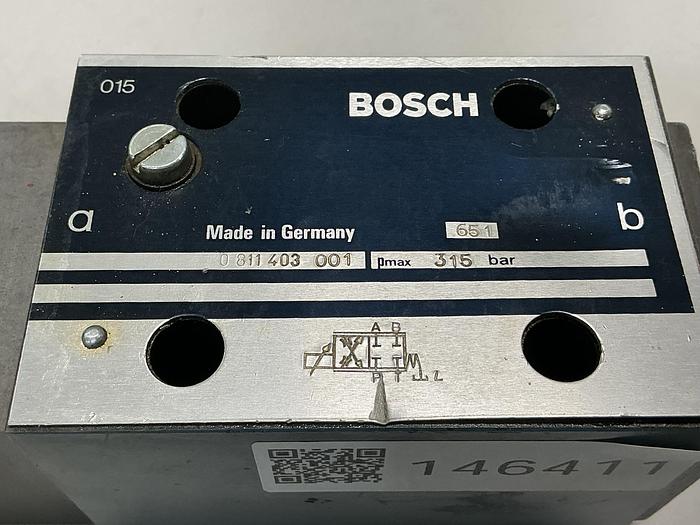 015
BOSCH
a
b
Made in Germany 651
0 811 403 001 pmax 315 bar
A B
P T L
146411